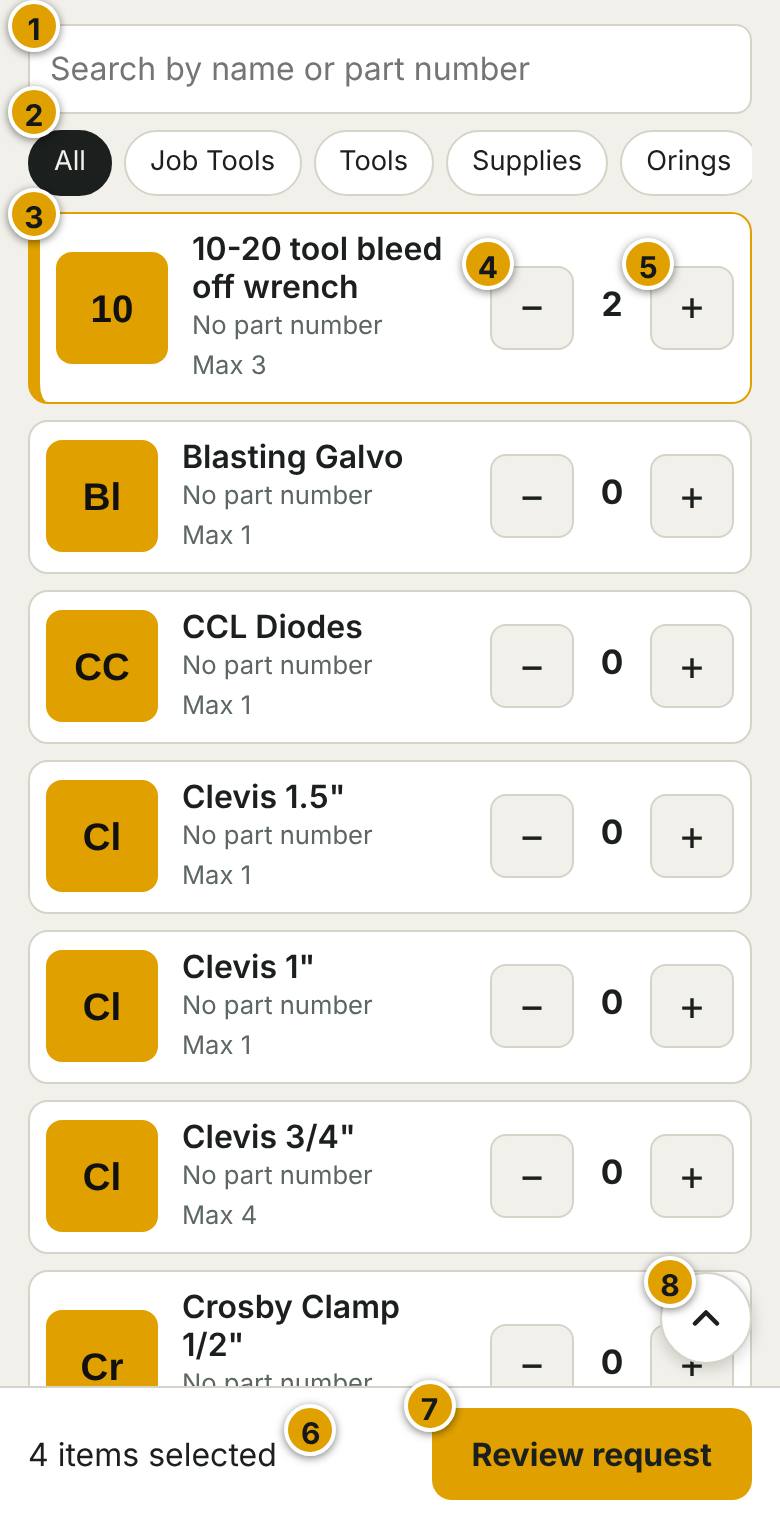 1
Search by name or part number
2
All Job Tools Tools Supplies Orings
3
10-20 tool bleed
off wrench
No part number
Max 3
10
4
5
− 2 +
Bl
Blasting Galvo
No part number
Max 1
− 0 +
CC
CCL Diodes
No part number
Max 1
− 0 +
Cl
Clevis 1.5"
No part number
Max 1
− 0 +
Cl
Clevis 1"
No part number
Max 1
− 0 +
Cl
Clevis 3/4"
No part number
Max 4
− 0 +
8
Cr
Crosby Clamp
1/2"
No part number
− 0 +
4 items selected
6
7
Review request